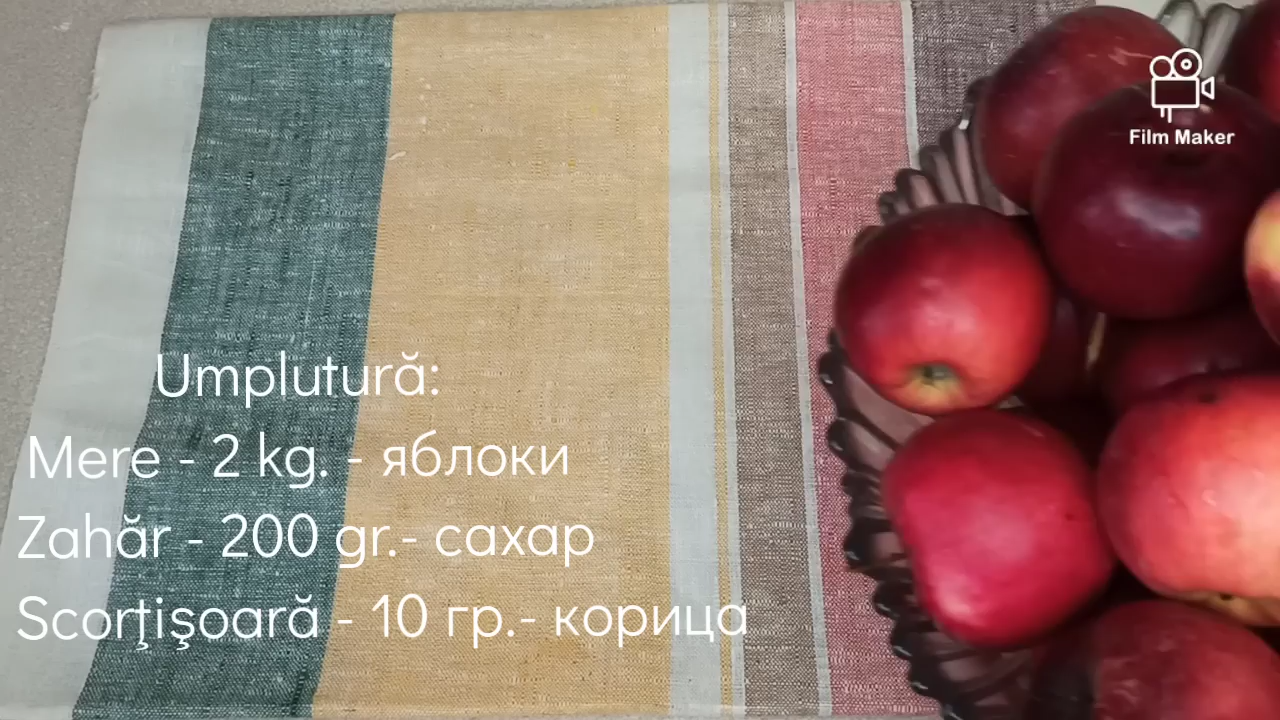 Film Maker
Umplutură:
Mere - 2 kg. - яблоки
Zahăr - 200 gr.- сахар
Scorţişoară - 10 гр.- корица